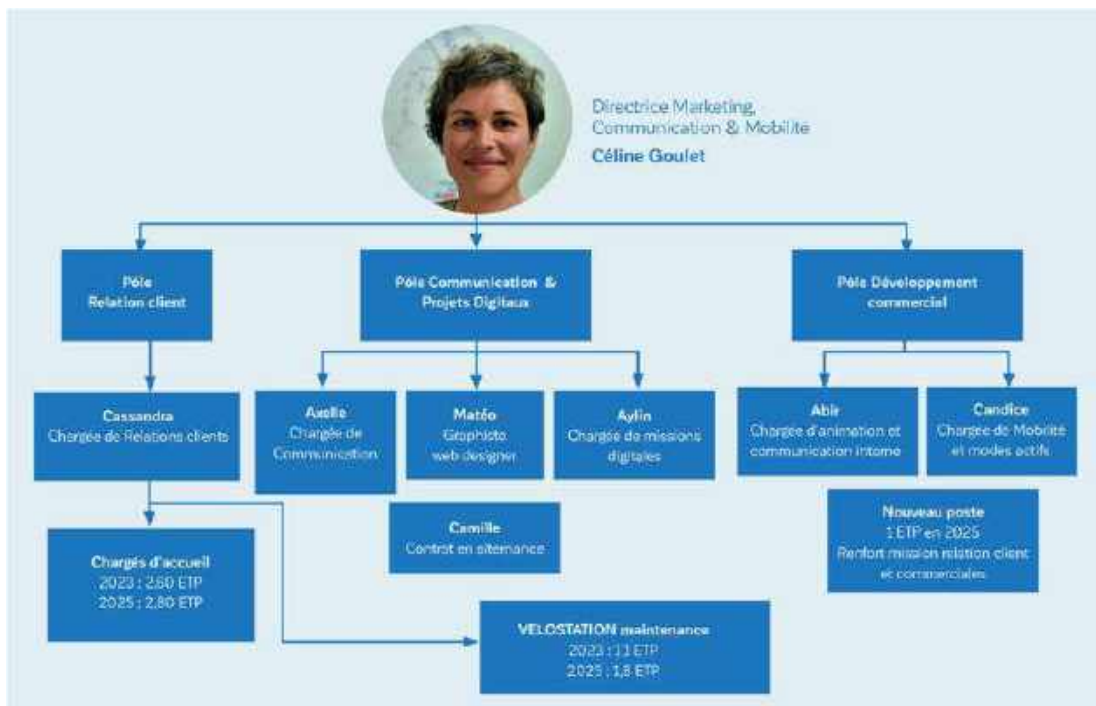 Directrice Marketing,
Communication & Mobilité
Céline Goulet
Pôle
Relation client
Pôle Communication &
Projets Digitaux
Pôle Développement
commercial
Cassandra
Chargée de Relations clients
Axelle
Chargée de
Communication
Matéo
Graphiste
web designer
Aylin
Chargée de missions
digitales
Abir
Chargée d'animation et
communication interne
Candice
Chargée de Mobilité
et modes actifs
Camille
Contrat en alternance
Nouveau poste
1 ETP en 2025
Renfort mission relation client
et commerciales
Chargés d'accueil
2023 : 2,60 ETP
2025 : 2,80 ETP
VELOSTATION maintenance
2023 : ETP
2025 : 1,8 ETP